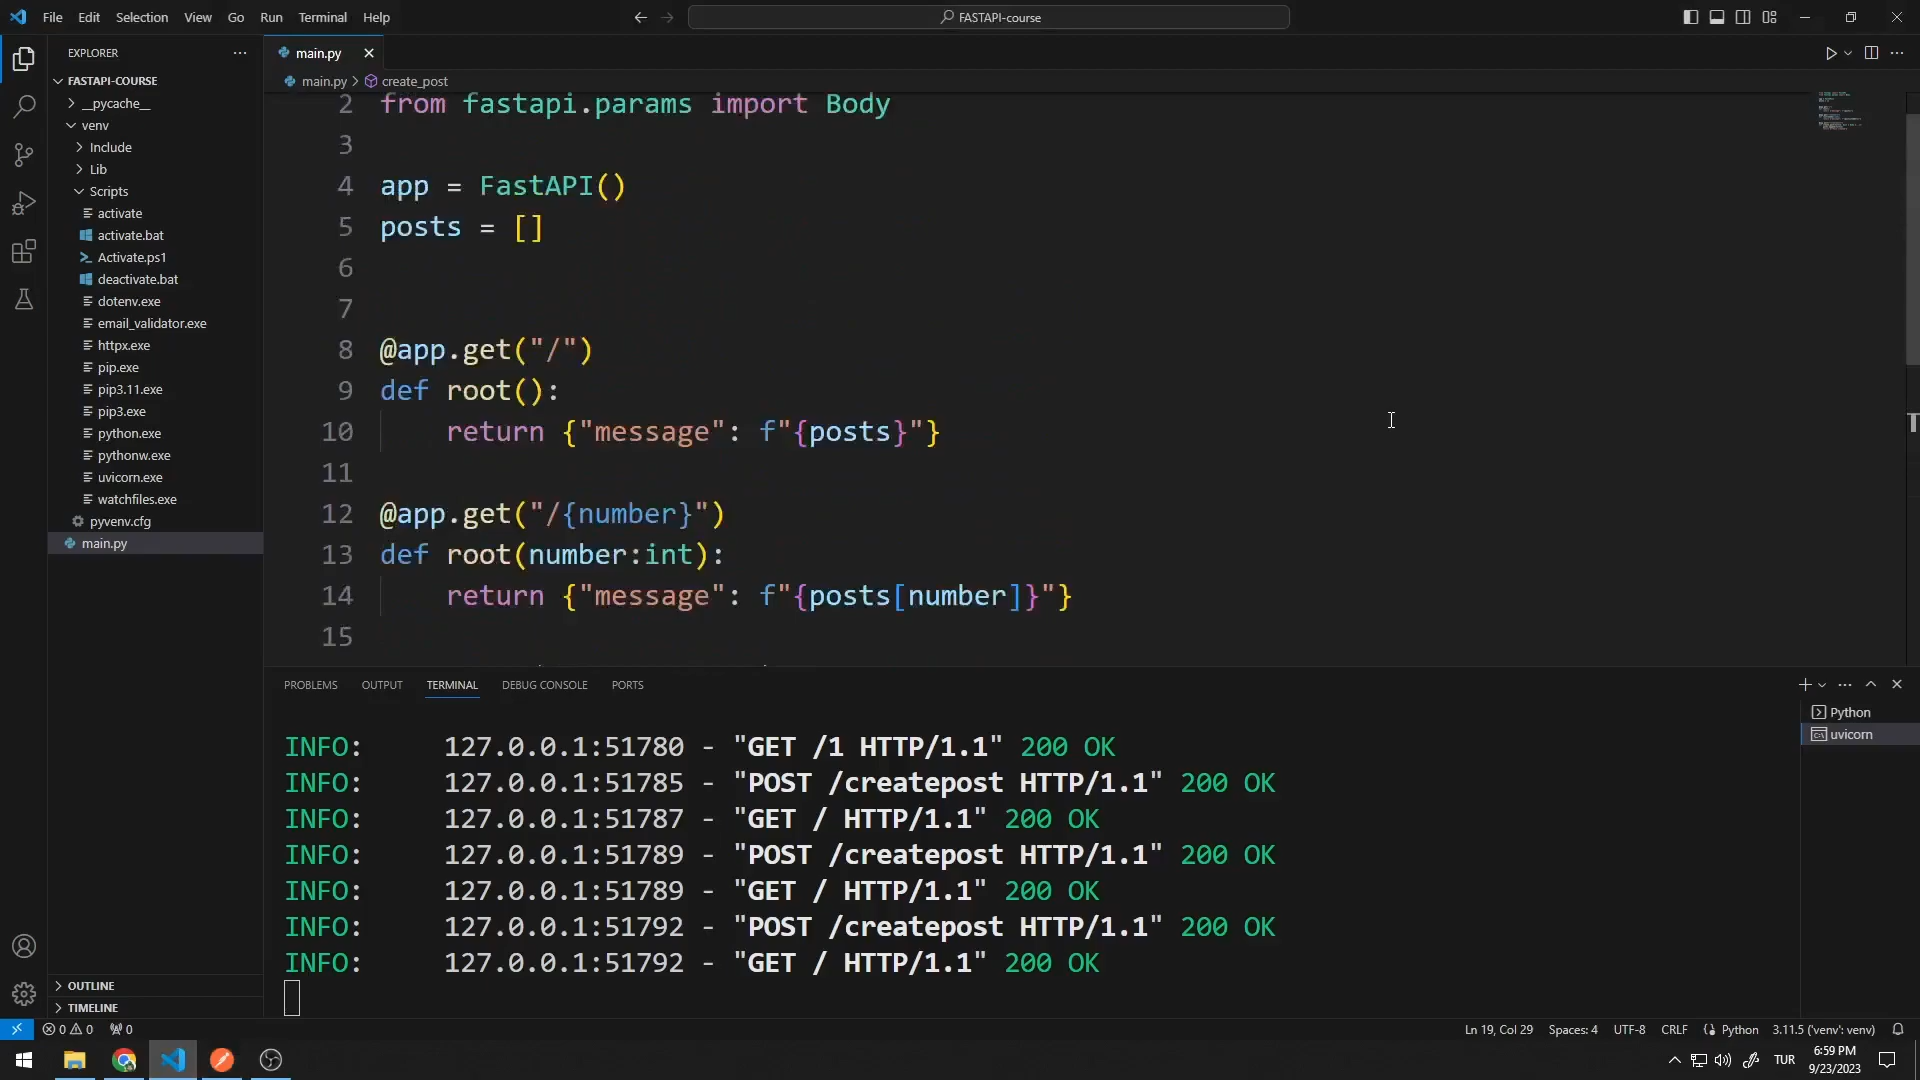 File Edit Selection View Go Run Terminal Help
FASTAPI-course
EXPLORER
FASTAPI-COURSE
__pycache__
venv
Include
Lib
Scripts
activate
activate.bat
Activate.ps1
deactivate.bat
dotenv.exe
email_validator.exe
httpx.exe
pip.exe
pip3.11.exe
pip3.exe
python.exe
pythonw.exe
uvicorn.exe
watchfiles.exe
pyvenv.cfg
main.py
OUTLINE
TIMELINE
main.py
main.py > create_post
2 from fastapi.params import Body
3
4 app = FastAPI()
5 posts = []
6
7
8 @app.get("/")
9 def root():
10 return {"message": f"{posts}"}
11
12 @app.get("/{number}")
13 def root(number:int):
14 return {"message": f"{posts[number]}"}
15
PROBLEMS OUTPUT TERMINAL DEBUG CONSOLE PORTS
INFO: 127.0.0.1:51780 - "GET /1 HTTP/1.1" 200 OK
INFO: 127.0.0.1:51785 - "POST /createpost HTTP/1.1" 200 OK
INFO: 127.0.0.1:51787 - "GET / HTTP/1.1" 200 OK
INFO: 127.0.0.1:51789 - "POST /createpost HTTP/1.1" 200 OK
INFO: 127.0.0.1:51789 - "GET / HTTP/1.1" 200 OK
INFO: 127.0.0.1:51792 - "POST /createpost HTTP/1.1" 200 OK
INFO: 127.0.0.1:51792 - "GET / HTTP/1.1" 200 OK
Python
uvicorn
0 0 0
Ln 19, Col 29 Spaces: 4 UTF-8 CRLF Python 3.11.5 ('venv': venv)
TUR
6:59 PM
9/23/2023